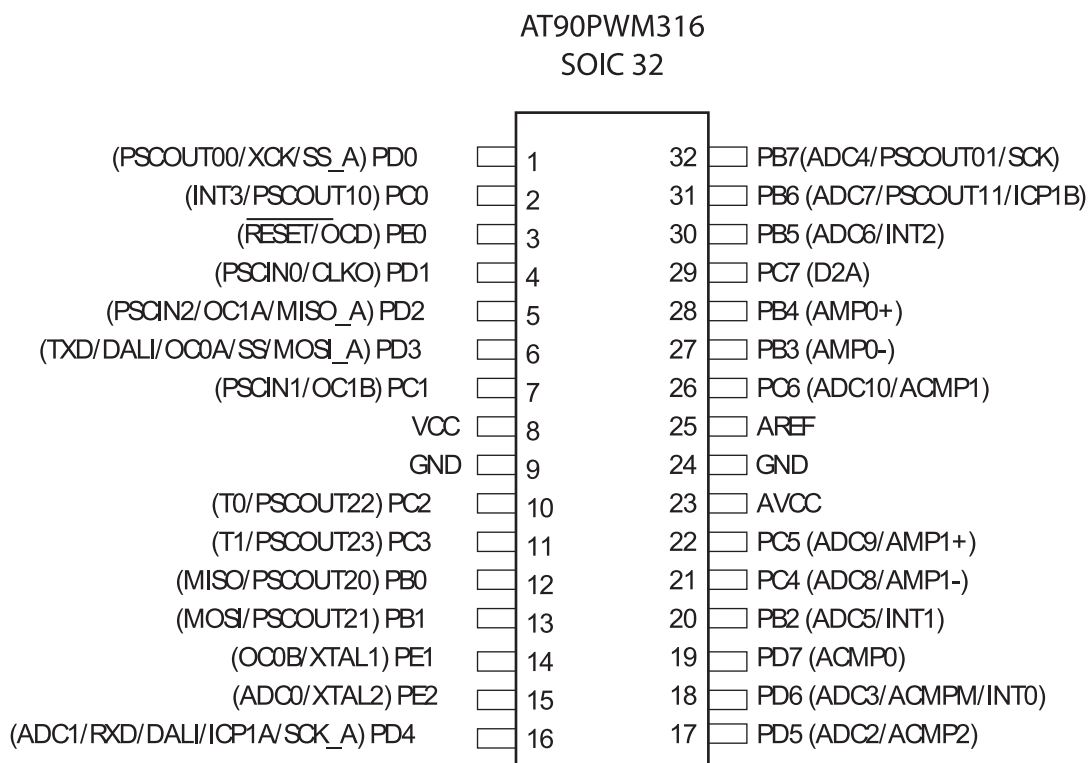 AT90PWM316
SOIC 32
(PSCOUT00/XCK/SS_A) PD0 1
(INT3/PSCOUT10) PC0 2
(RESET/OCD) PE0 3
(PSCIN0/CLKO) PD1 4
(PSCIN2/OC1A/MISO_A) PD2 5
(TXD/DALI/OC0A/SS/MOSI_A) PD3 6
(PSCIN1/OC1B) PC1 7
VCC 8
GND 9
(T0/PSCOUT22) PC2 10
(T1/PSCOUT23) PC3 11
(MISO/PSCOUT20) PB0 12
(MOSI/PSCOUT21) PB1 13
(OC0B/XTAL1) PE1 14
(ADC0/XTAL2) PE2 15
(ADC1/RXD/DALI/ICP1A/SCK_A) PD4 16
32 PB7(ADC4/PSCOUT01/SCK)
31 PB6 (ADC7/PSCOUT11/ICP1B)
30 PB5 (ADC6/INT2)
29 PC7 (D2A)
28 PB4 (AMP0+)
27 PB3 (AMP0-)
26 PC6 (ADC10/ACMP1)
25 AREF
24 GND
23 AVCC
22 PC5 (ADC9/AMP1+)
21 PC4 (ADC8/AMP1-)
20 PB2 (ADC5/INT1)
19 PD7 (ACMP0)
18 PD6 (ADC3/ACMPM/INT0)
17 PD5 (ADC2/ACMP2)